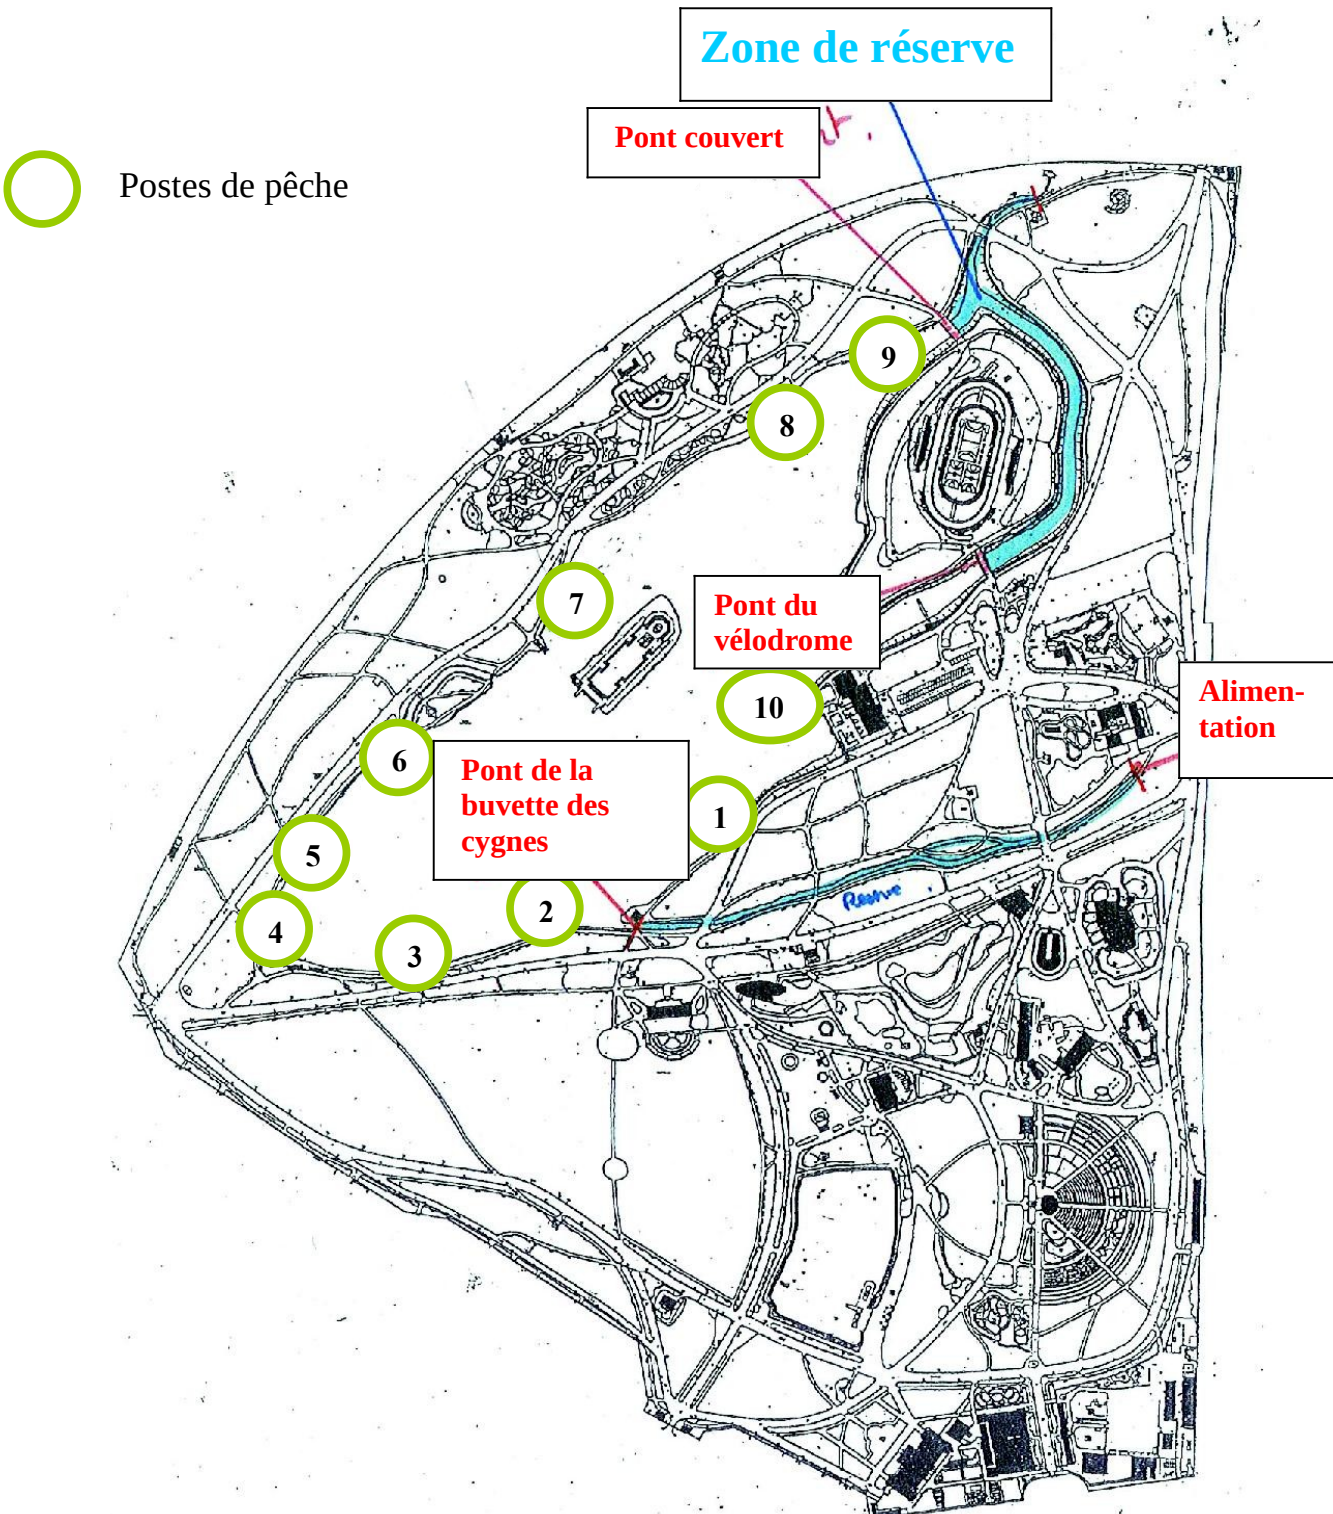 Zone de réserve
Pont couvert
Postes de pêche
9
8
7
Pont du
vélodrome
10
Alimen-
tation
6
Pont de la
buvette des
cygnes
1
5
2
4
3